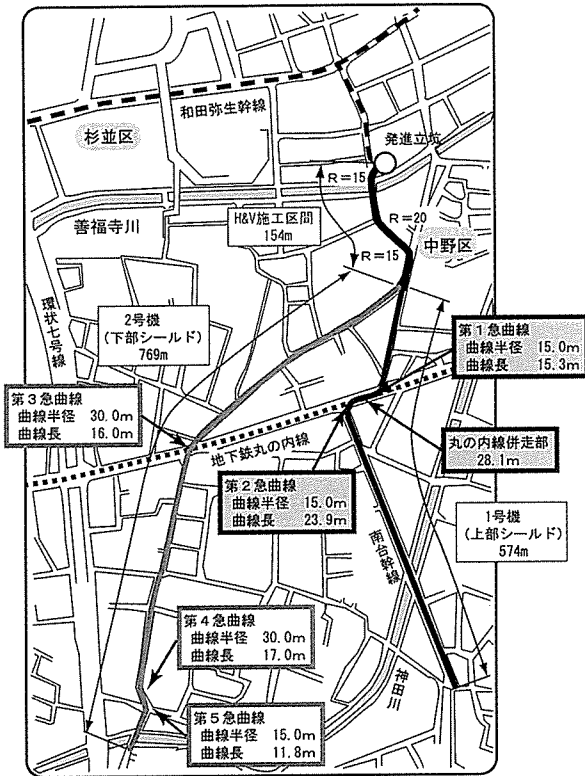 和田弥生幹線
杉並区
発進立坑
R=15
善福寺川
H&V施工区間
154m
R=20
R=15
中野区
環状七号線
2号機
(下部シールド)
769m
第1急曲線
曲線半径 15.0m
曲線長 15.3m
第3急曲線
曲線半径 30.0m
曲線長 16.0m
地下鉄丸の内線
丸の内線併走部
28.1m
第2急曲線
曲線半径 15.0m
曲線長 23.9m
1号機
(上部シールド)
574m
南台幹線
第4急曲線
曲線半径 30.0m
曲線長 17.0m
神田川
第5急曲線
曲線半径 15.0m
曲線長 11.8m